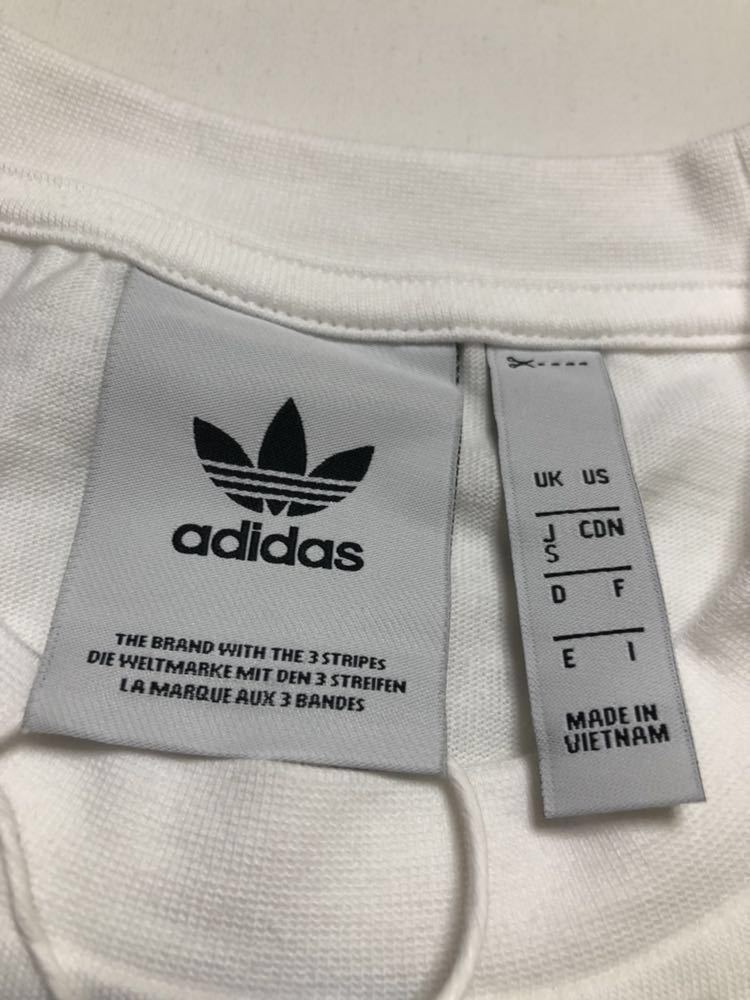 adidas
THE BRAND WITH THE 3 STRIPES
DIE WELTMARKE MIT DEN 3 STREIFEN
LA MARQUE AUX 3 BANDES
UK US
J CDN
S
D F
E I
MADE IN
VIETNAM